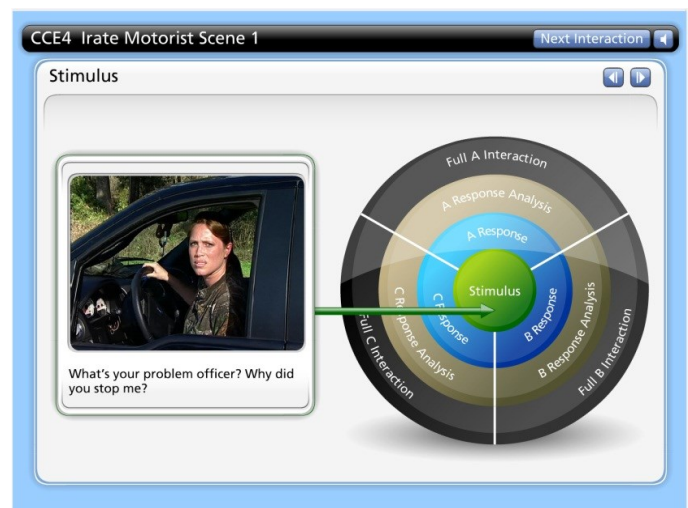 CCE4 Irate Motorist Scene 1
Next Interaction
Stimulus
What's your problem officer? Why did
you stop me?
Full A Interaction
A Response Analysis
A Response
Stimulus
C Response
B Response
C Response Analysis
B Response Analysis
Full C Interaction
Full B Interaction